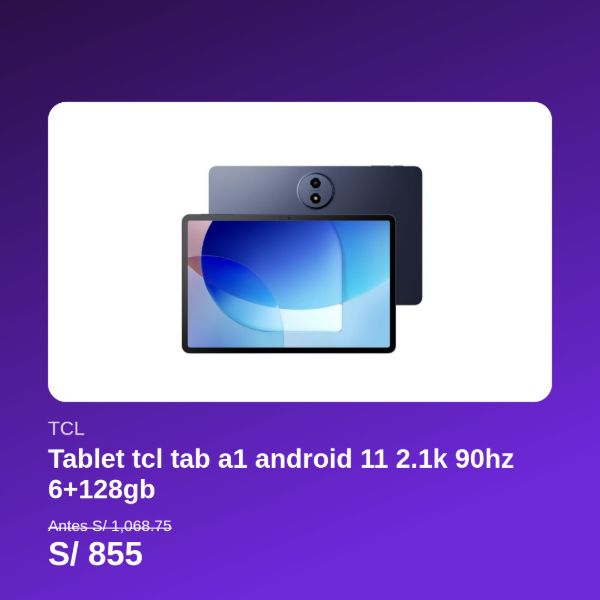 TCL
Tablet tcl tab a1 android 11 2.1k 90hz
6+128gb
Antes S/ 1,068.75
S/ 855